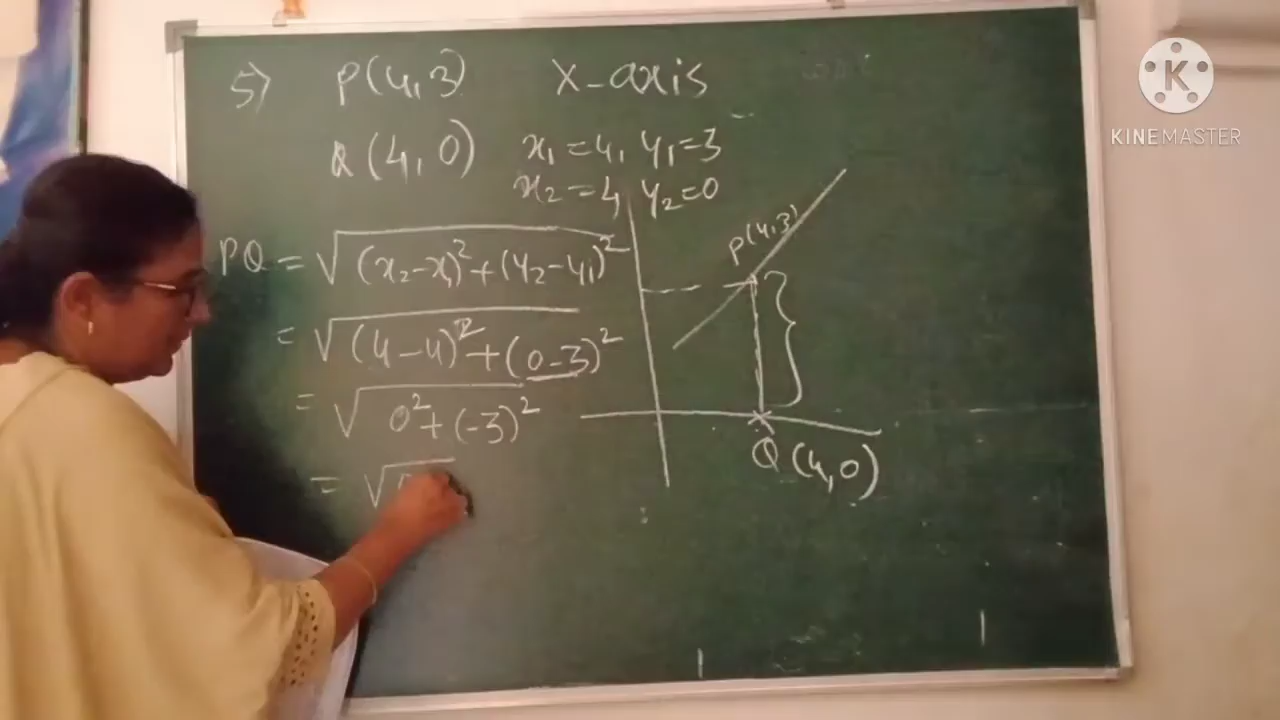 5) P(4,3) X-axis
Q(4,0) x₁=4, y₁=3
x₂=4, y₂=0
PQ = √(x₂-x₁)²+(y₂-y₁)²
= √(4-4)²+(0-3)²
= √0²+(-3)²
= √
P(4,3)
Q(4,0)
K
KINEMASTER